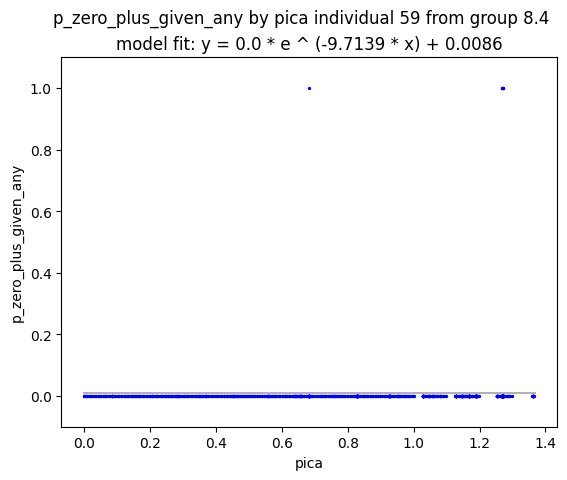 p_zero_plus_given_any by pica individual 59 from group 8.4
model fit: y = 0.0 * e ^ (-9.7139 * x) + 0.0086
p_zero_plus_given_any
1.0
0.8
0.6
0.4
0.2
0.0
0.0 0.2 0.4 0.6 0.8 1.0 1.2 1.4
pica